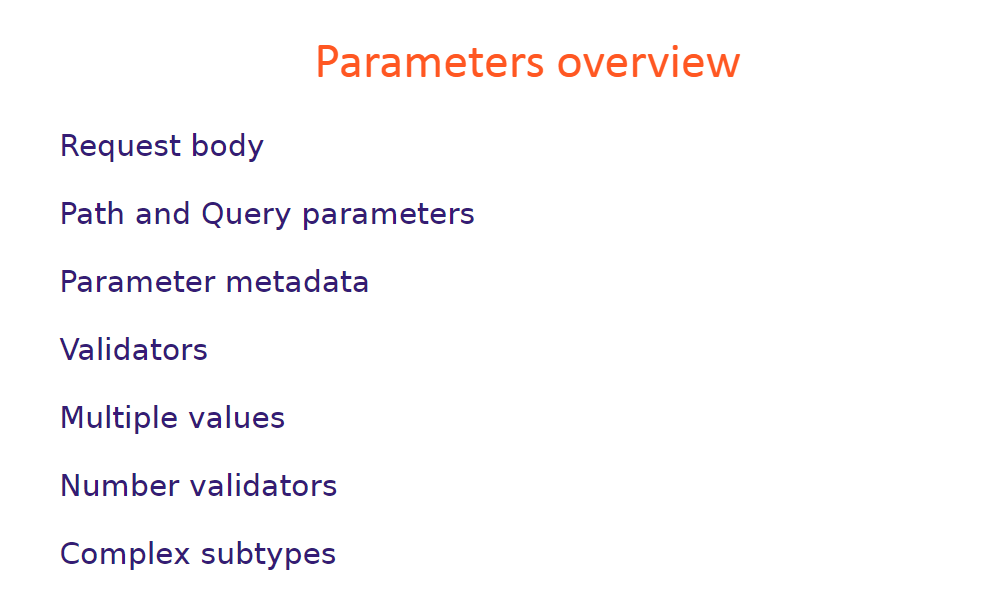 Parameters overview
Request body
Path and Query parameters
Parameter metadata
Validators
Multiple values
Number validators
Complex subtypes